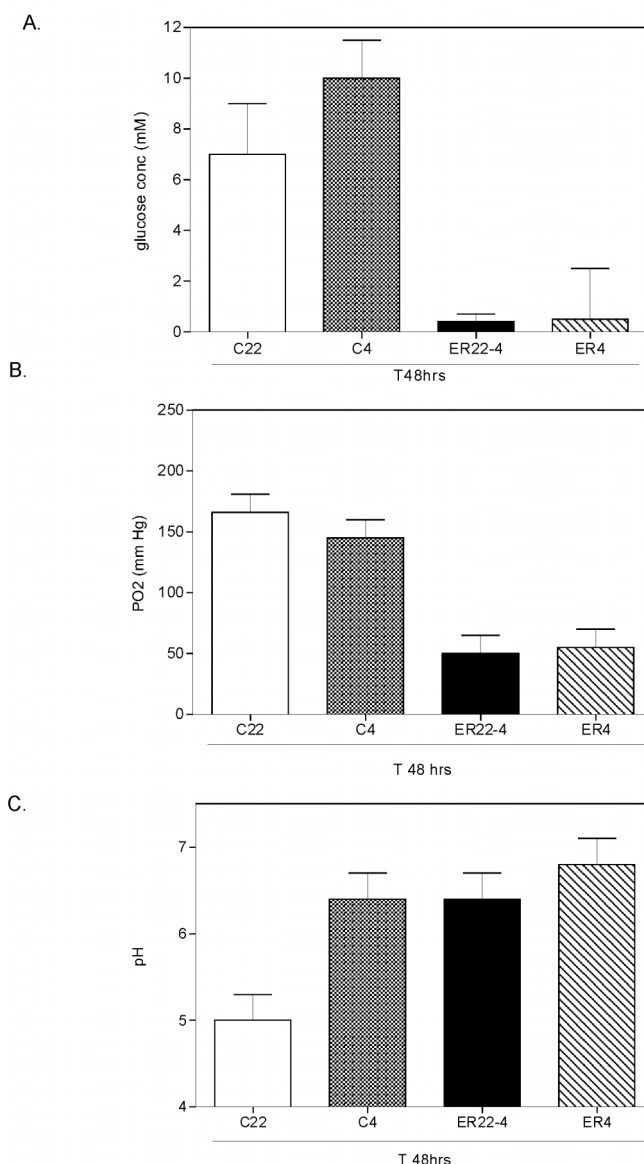 A.
glucose conc (mM)
12
10
8
6
4
2
0
C22 C4 ER22-4 ER4
T48hrs
B.
PO2 (mm Hg)
250
200
150
100
50
0
C22 C4 ER22-4 ER4
T 48 hrs
C.
pH
7
6
5
4
C22 C4 ER22-4 ER4
T 48hrs